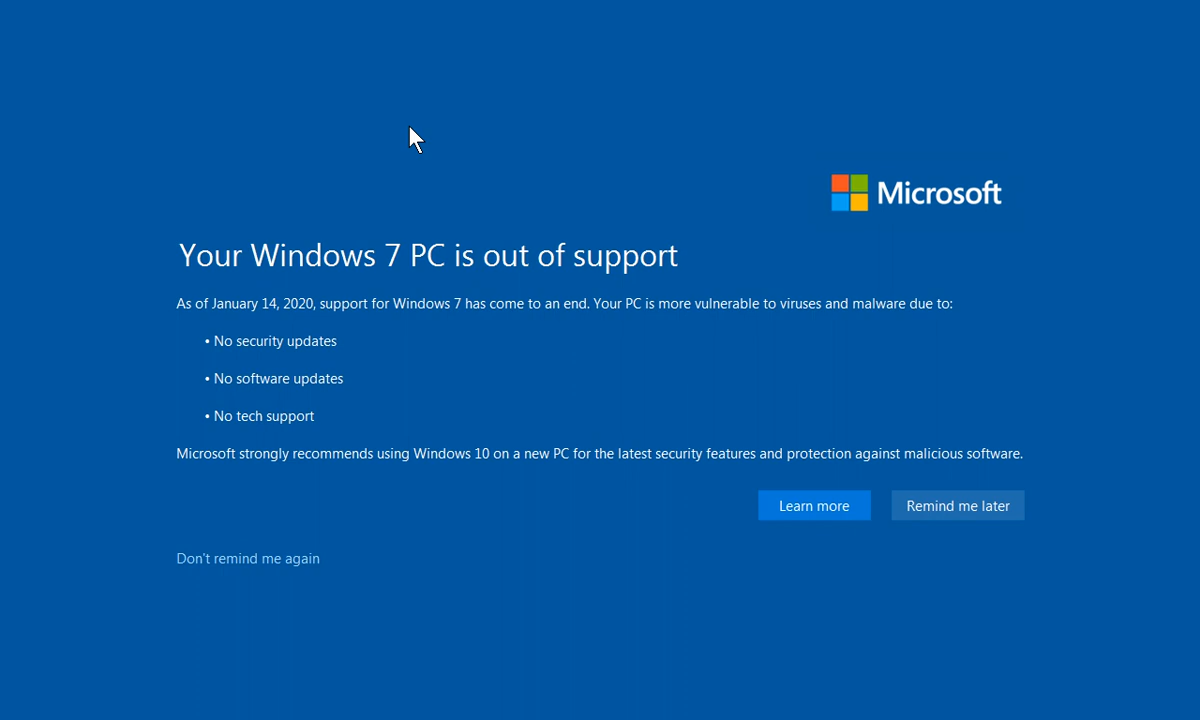 Microsoft
Your Windows 7 PC is out of support
As of January 14, 2020, support for Windows 7 has come to an end. Your PC is more vulnerable to viruses and malware due to:
• No security updates
• No software updates
• No tech support
Microsoft strongly recommends using Windows 10 on a new PC for the latest security features and protection against malicious software.
Learn more
Remind me later
Don't remind me again